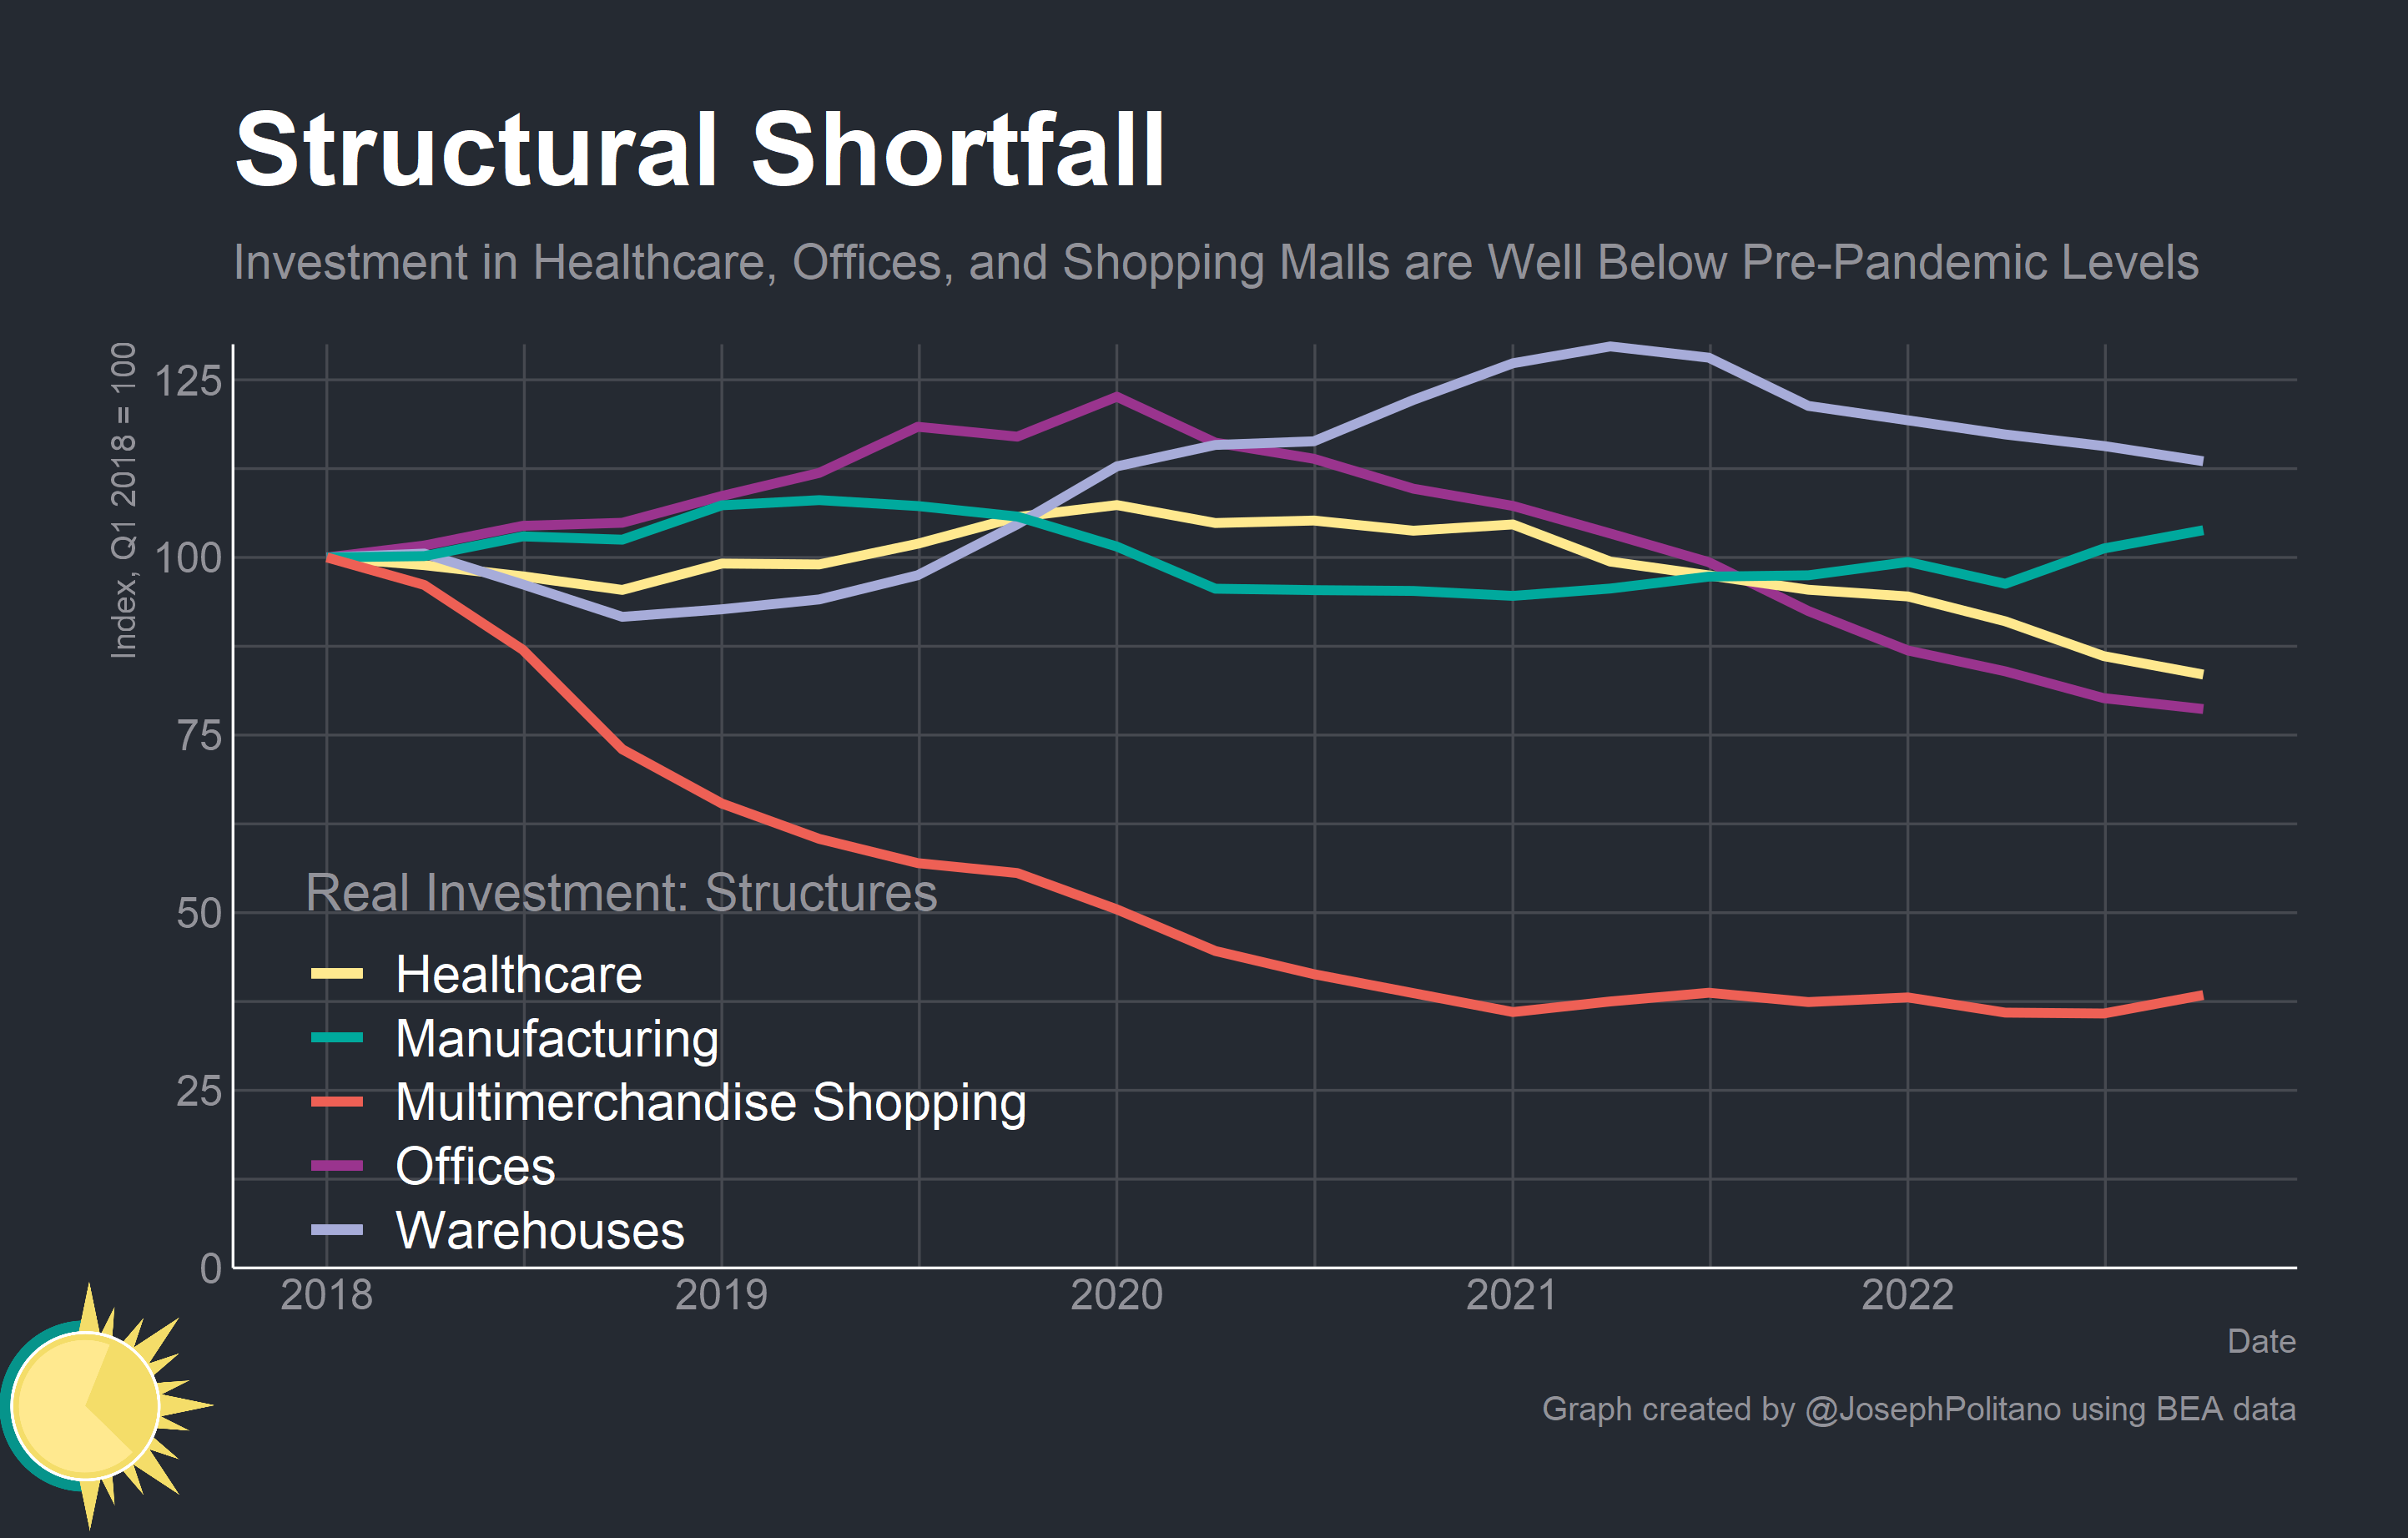 Structural Shortfall
Investment in Healthcare, Offices, and Shopping Malls are Well Below Pre-Pandemic Levels
Index, Q1 2018 = 100
125
100
75
50
25
0
Real Investment: Structures
Healthcare
Manufacturing
Multimerchandise Shopping
Offices
Warehouses
2018 2019 2020 2021 2022
Date
Graph created by @JosephPolitano using BEA data